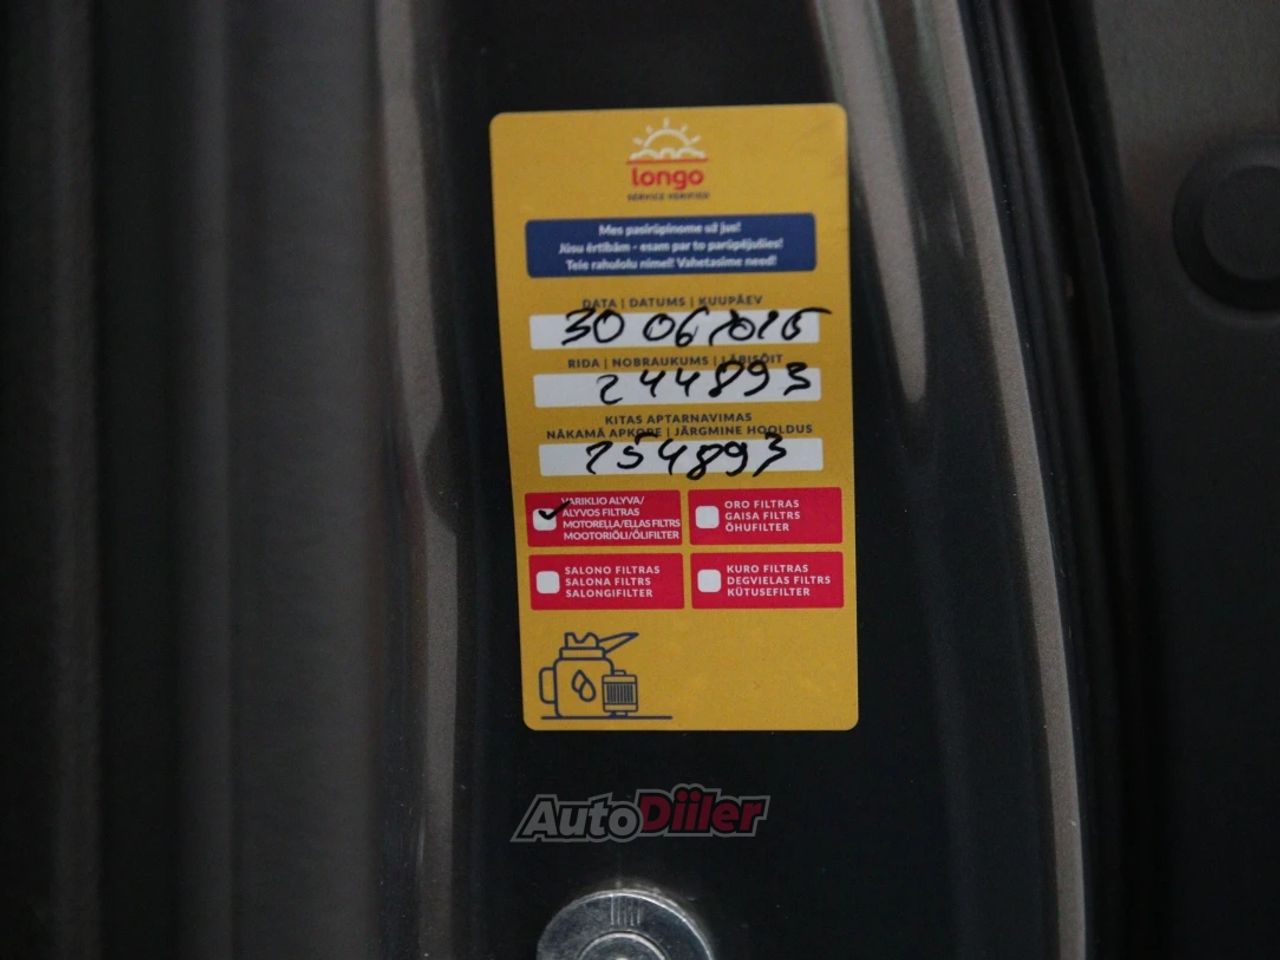 longo
SERVICE VERIFIED
Mes pasirūpinome už jus!
Jūsu ērtībām - esam par to parūpējušies!
Teie rahulolu nimel! Vahetasime need!
DATA | DATUMS | KUUPÄEV
30 06
RIDA | NOBRAUKUMS | LÄBISÕIT
244893
KITAS APTARNAVIMAS
NĀKAMĀ APKOPE | JÄRGMINE HOOLDUS
254893
VARIKLIO ALYVA/
ALYVOS FILTRAS
MOTOREĻĻA/EĻĻAS FILTRS
MOOTORIÕLI/ÕLIFILTER
ORO FILTRAS
GAISA FILTRS
ÕHUFILTER
SALONO FILTRAS
SALONA FILTRS
SALONGIFILTER
KURO FILTRAS
DEGVIELAS FILTRS
KÜTUSEFILTER
AutoDiiler